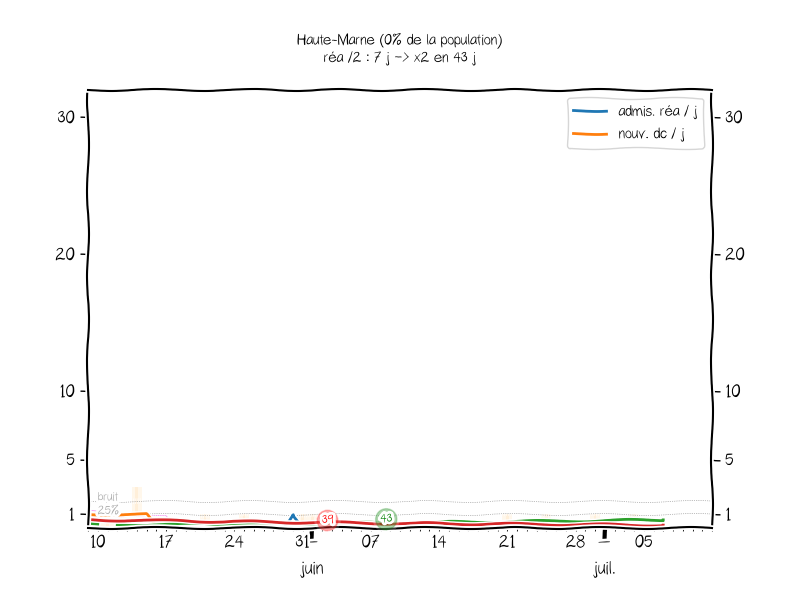 Haute-Marne (0% de la population)
réa /2 : 7 j -> x2 en 43 j
admis. réa / j
nouv. dc / j
30
30
20
20
10
10
5
5
bruit
25%
1
1
39
43
10 17 24 31 07 14 21 28 05
juin juil.